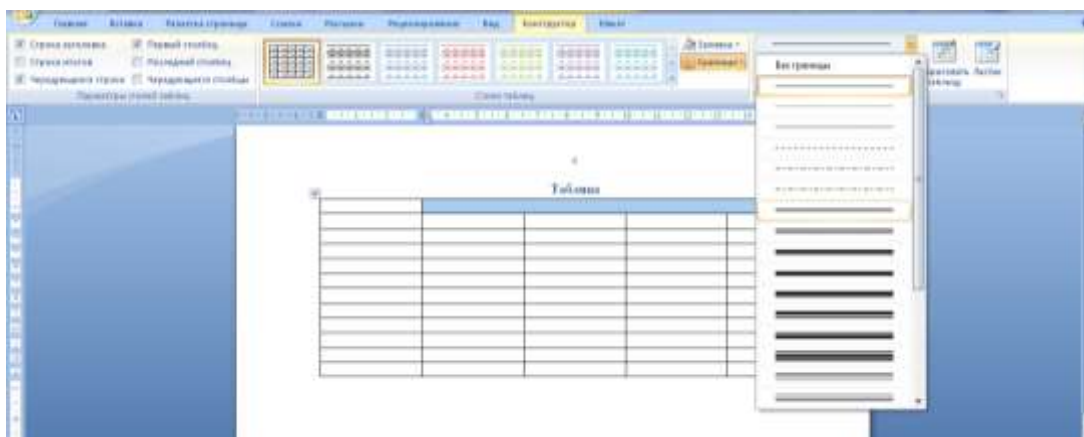 Главная Вставка Разметка страницы Ссылки Рассылки Рецензирование Вид Конструктор Макет
Строка заголовка Первый столбец
Строка итогов Последний столбец
Чередующиеся строки Чередующиеся столбцы
Параметры стилей таблиц
Стили таблиц
Заливка
Границы
Без границы
Ластик
Таблица